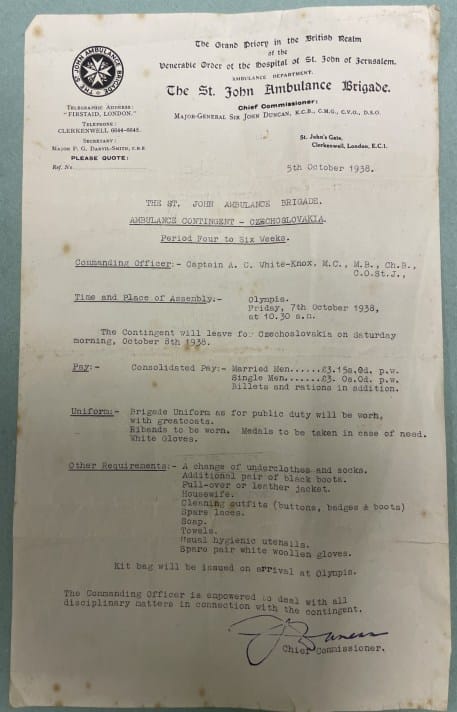 The Grand Priory in the British Realm
of the
Venerable Order of the Hospital of St. John of Jerusalem.
AMBULANCE DEPARTMENT.
The St. John Ambulance Brigade.
Chief Commissioner:
MAJOR-GENERAL SIR JOHN DUNCAN, K.C.B., C.M.G., C.V.O., D.S.O.
THE ST. JOHN AMBULANCE BRIGADE
TELEGRAPHIC ADDRESS:
"FIRSTAID, LONDON."
TELEPHONE:
CLERKENWELL 6644-6645.
SECRETARY:
MAJOR P. G. DARVIL-SMITH, C.B.E
PLEASE QUOTE:
Ref. No.
St. John's Gate,
Clerkenwell, London, E.C.1.
5th October 1938.
THE ST. JOHN AMBULANCE BRIGADE.
AMBULANCE CONTINGENT - CZECHOSLOVAKIA.
Period Four to Six Weeks.
Commanding Officer:- Captain A. C. White-Knox, M.C., M.B., Ch.B.,
C.O.St.J.,
Time and Place of Assembly:- Olympia.
Friday, 7th October 1938,
at 10.30 a.m.
The Contingent will leave for Czechoslovakia on Saturday
morning, October 8th 1938.
Pay:- Consolidated Pay:- Married Men......£3.15s.0d. p.w.
Single Men......£3. 0s.0d. p.w.
Billets and rations in addition.
Uniform:- Brigade Uniform as for public duty will be worn,
with greatcoats.
Ribands to be worn. Medals to be taken in case of need.
White Gloves.
Other Requirements:- A change of underclothes and socks.
Additional pair of black boots.
Pull-over or leather jacket.
Housewife.
Cleaning outfits (buttons, badges & boots)
Spare laces.
Soap.
Towels.
Usual hygienic utensils.
Spare pair white woollen gloves.
Kit bag will be issued on arrival at Olympia.
The Commanding Officer is empowered to deal with all
disciplinary matters in connection with the contingent.
Chief Commissioner.